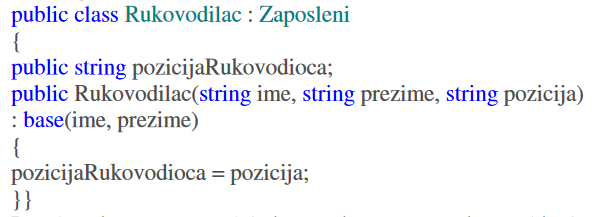 public class Rukovodilac : Zaposleni
{
public string pozicijaRukovodioca;
public Rukovodilac(string ime, string prezime, string pozicija)
: base(ime, prezime)
{
pozicijaRukovodioca = pozicija;
}}